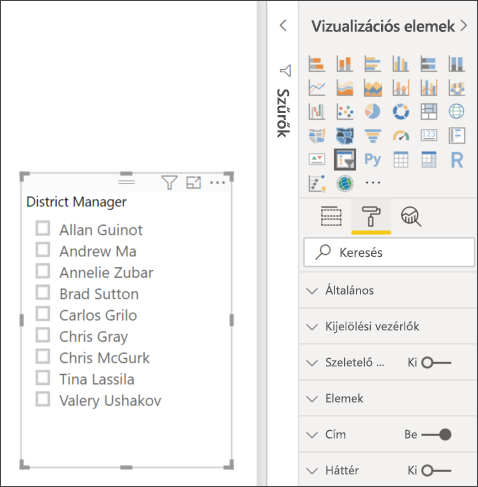 Vizualizációs elemek
Szűrők
123
Py
R
District Manager
Allan Guinot
Andrew Ma
Annelie Zubar
Brad Sutton
Carlos Grilo
Chris Gray
Chris McGurk
Tina Lassila
Valery Ushakov
Keresés
Általános
Kijelölési vezérlők
Szeletelő ... Ki
Elemek
Cím Be
Háttér Ki